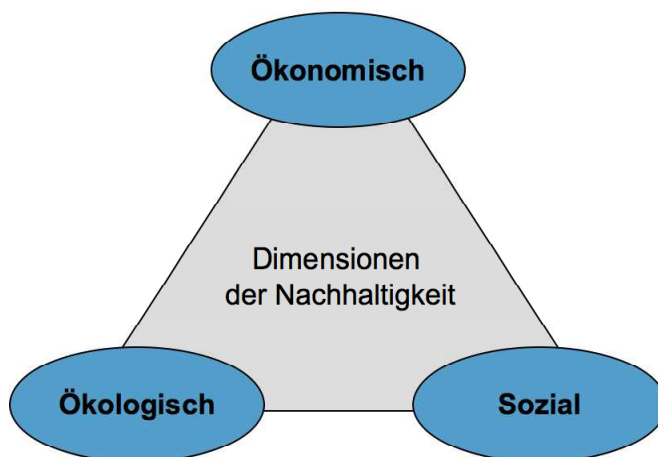 Ökonomisch
Dimensionen
der Nachhaltigkeit
Ökologisch
Sozial